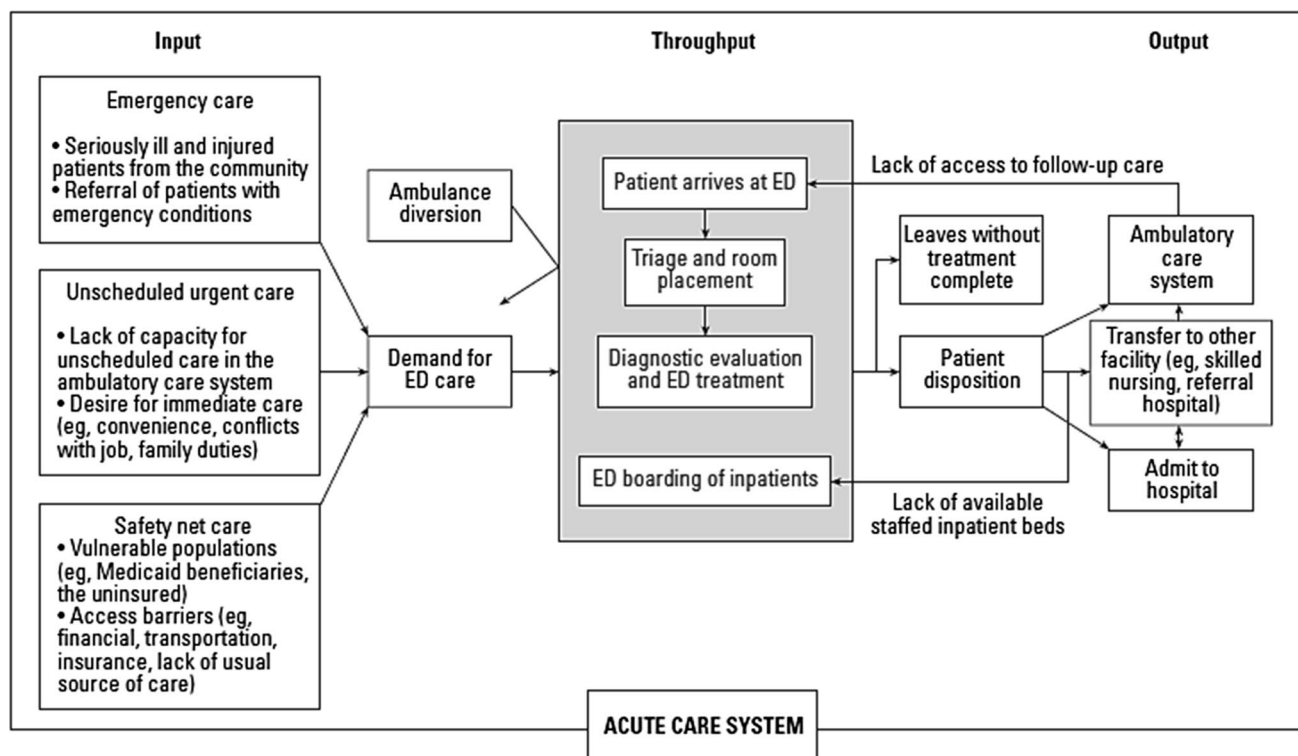 Input
Throughput
Output
Emergency care
• Seriously ill and injured
patients from the community
• Referral of patients with
emergency conditions
Unscheduled urgent care
• Lack of capacity for
unscheduled care in the
ambulatory care system
• Desire for immediate care
(eg, convenience, conflicts
with job, family duties)
Safety net care
• Vulnerable populations
(eg, Medicaid beneficiaries,
the uninsured)
• Access barriers (eg,
financial, transportation,
insurance, lack of usual
source of care)
Ambulance
diversion
Demand for
ED care
Patient arrives at ED
Triage and room
placement
Diagnostic evaluation
and ED treatment
ED boarding of inpatients
Lack of access to follow-up care
Leaves without
treatment
complete
Patient
disposition
Lack of available
staffed inpatient beds
Ambulatory
care
system
Transfer to other
facility (eg, skilled
nursing, referral
hospital)
Admit to
hospital
ACUTE CARE SYSTEM